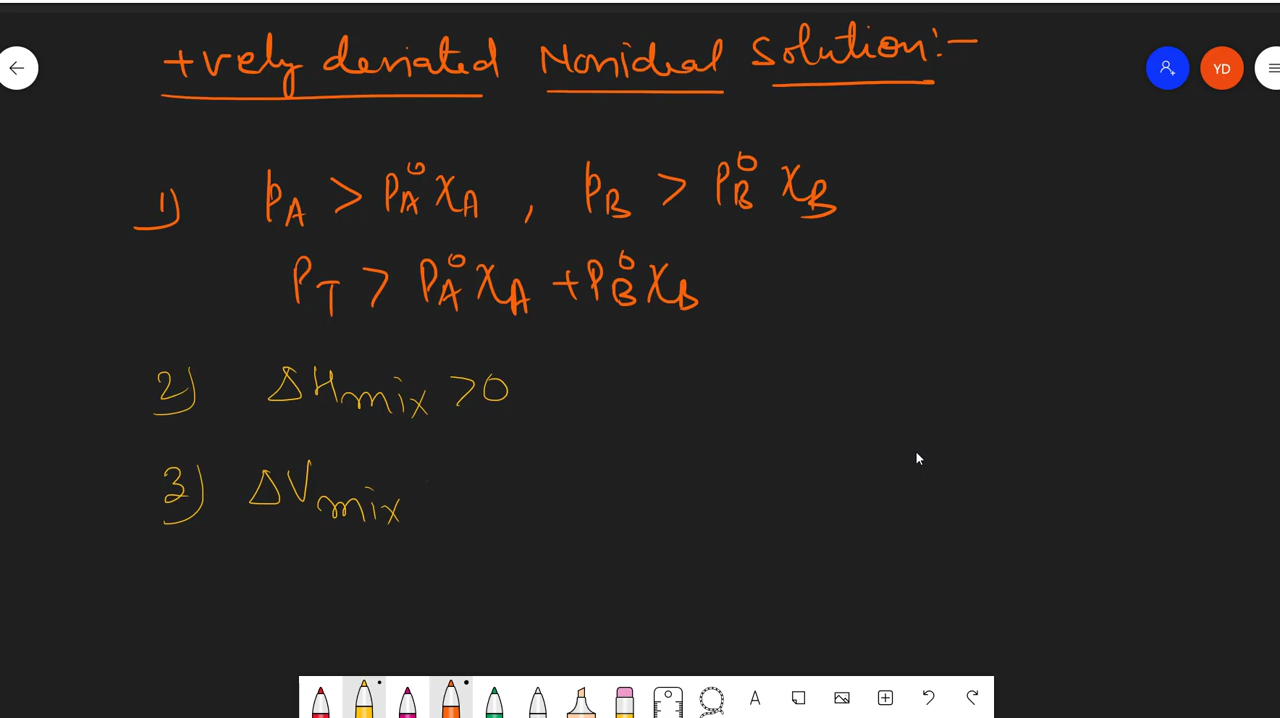 +vely deviated Nonideal Solution:-
YD
1) pA > PA° XA , pB > PB° XB
PT > PA° XA + PB° XB
2) ΔHmix >0
3) ΔVmix
A